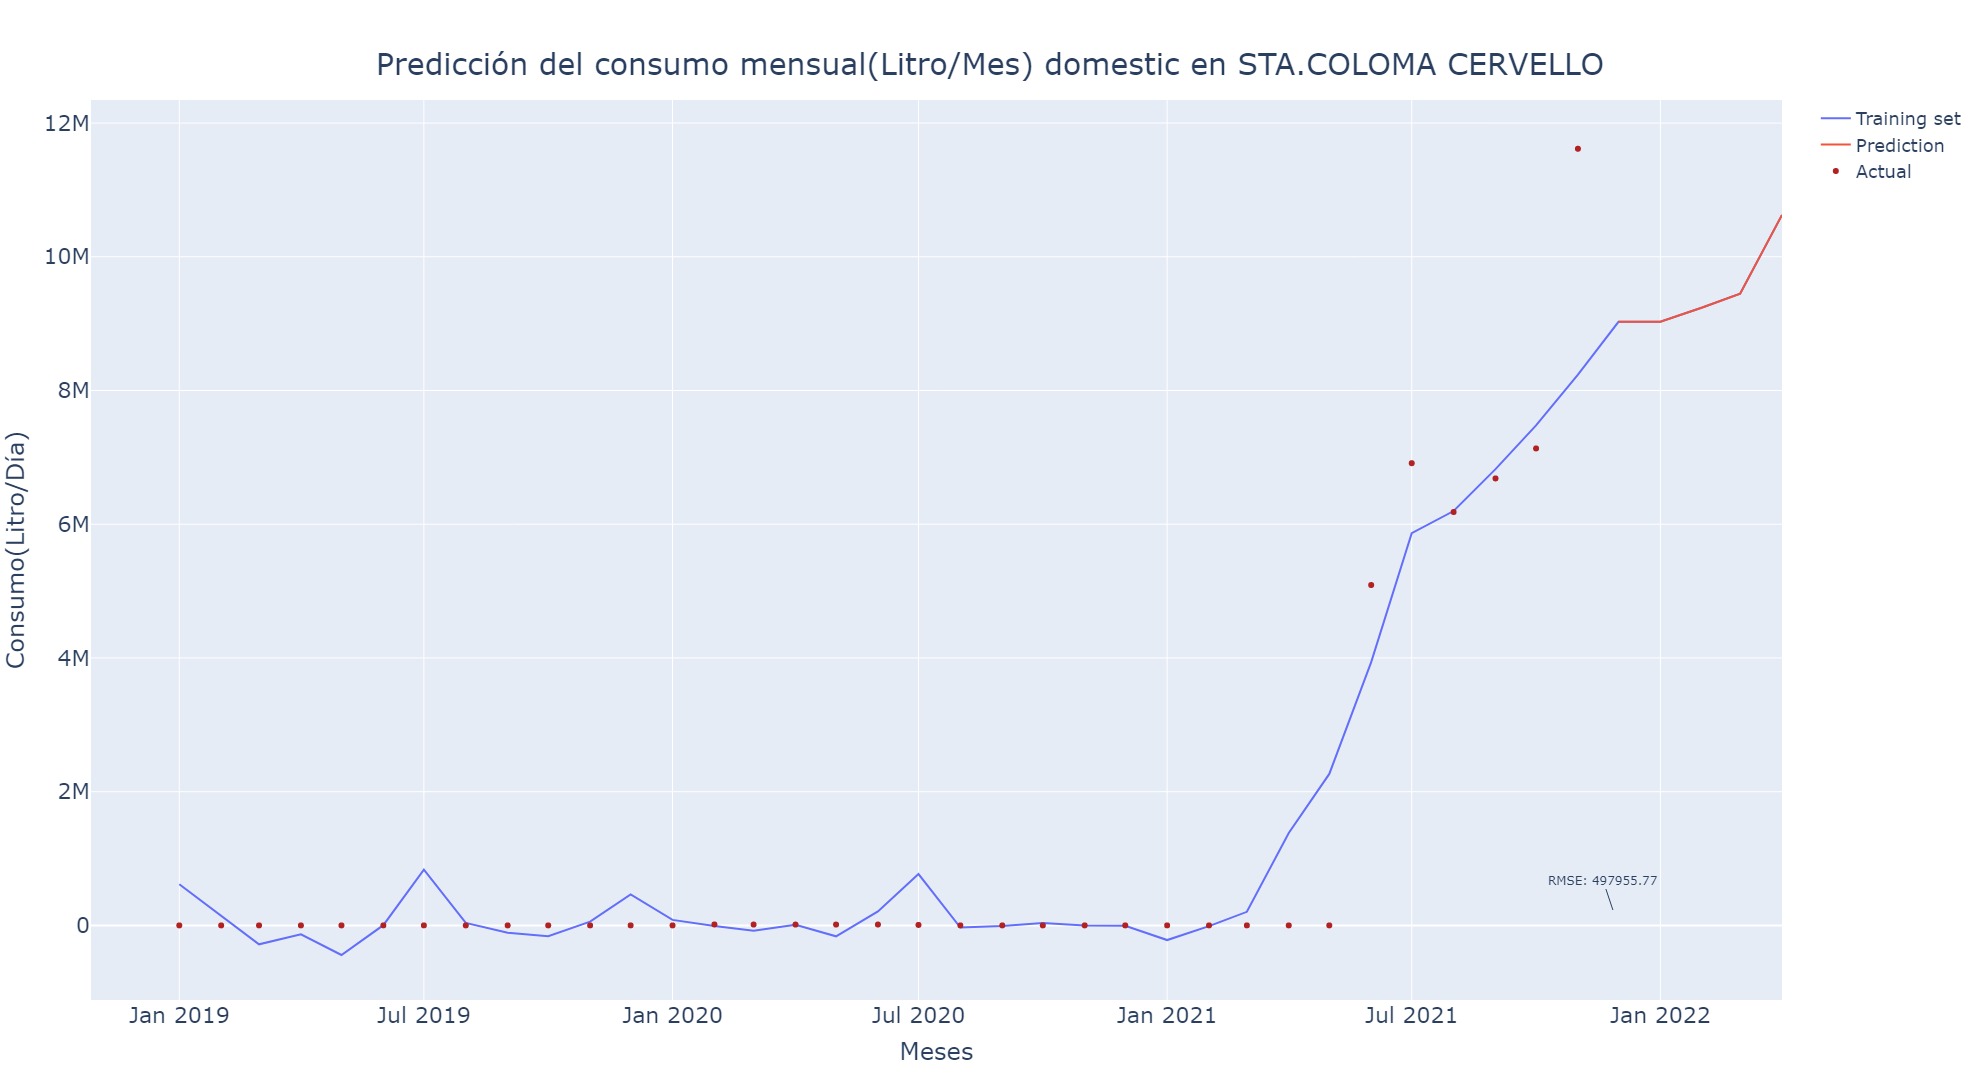 Predicción del consumo mensual(Litro/Mes) domestic en STA.COLOMA CERVELLO
Training set
Prediction
Actual
Consumo(Litro/Día)
12M
10M
8M
6M
4M
2M
0
RMSE: 497955.77
Jan 2019
Jul 2019
Jan 2020
Jul 2020
Jan 2021
Jul 2021
Jan 2022
Meses